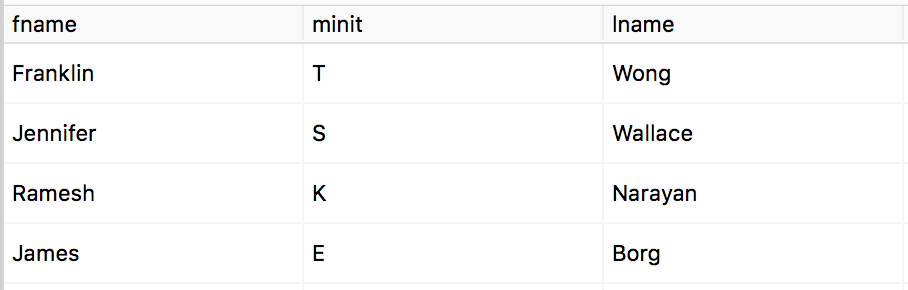 fname minit lname
Franklin T Wong
Jennifer S Wallace
Ramesh K Narayan
James E Borg